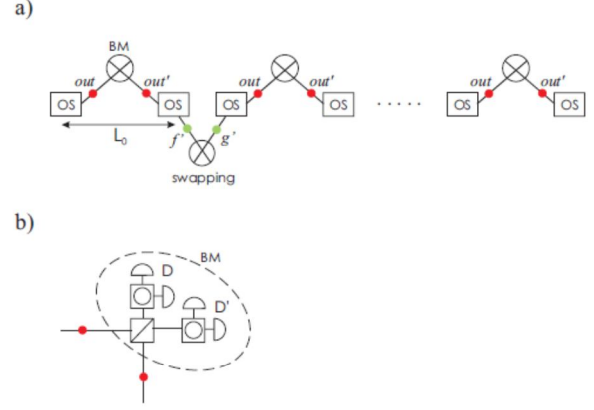 a)
BM
out out' out out' out out'
OS OS OS OS ..... OS OS
L0 f' g'
swapping
b)
BM
D
D'